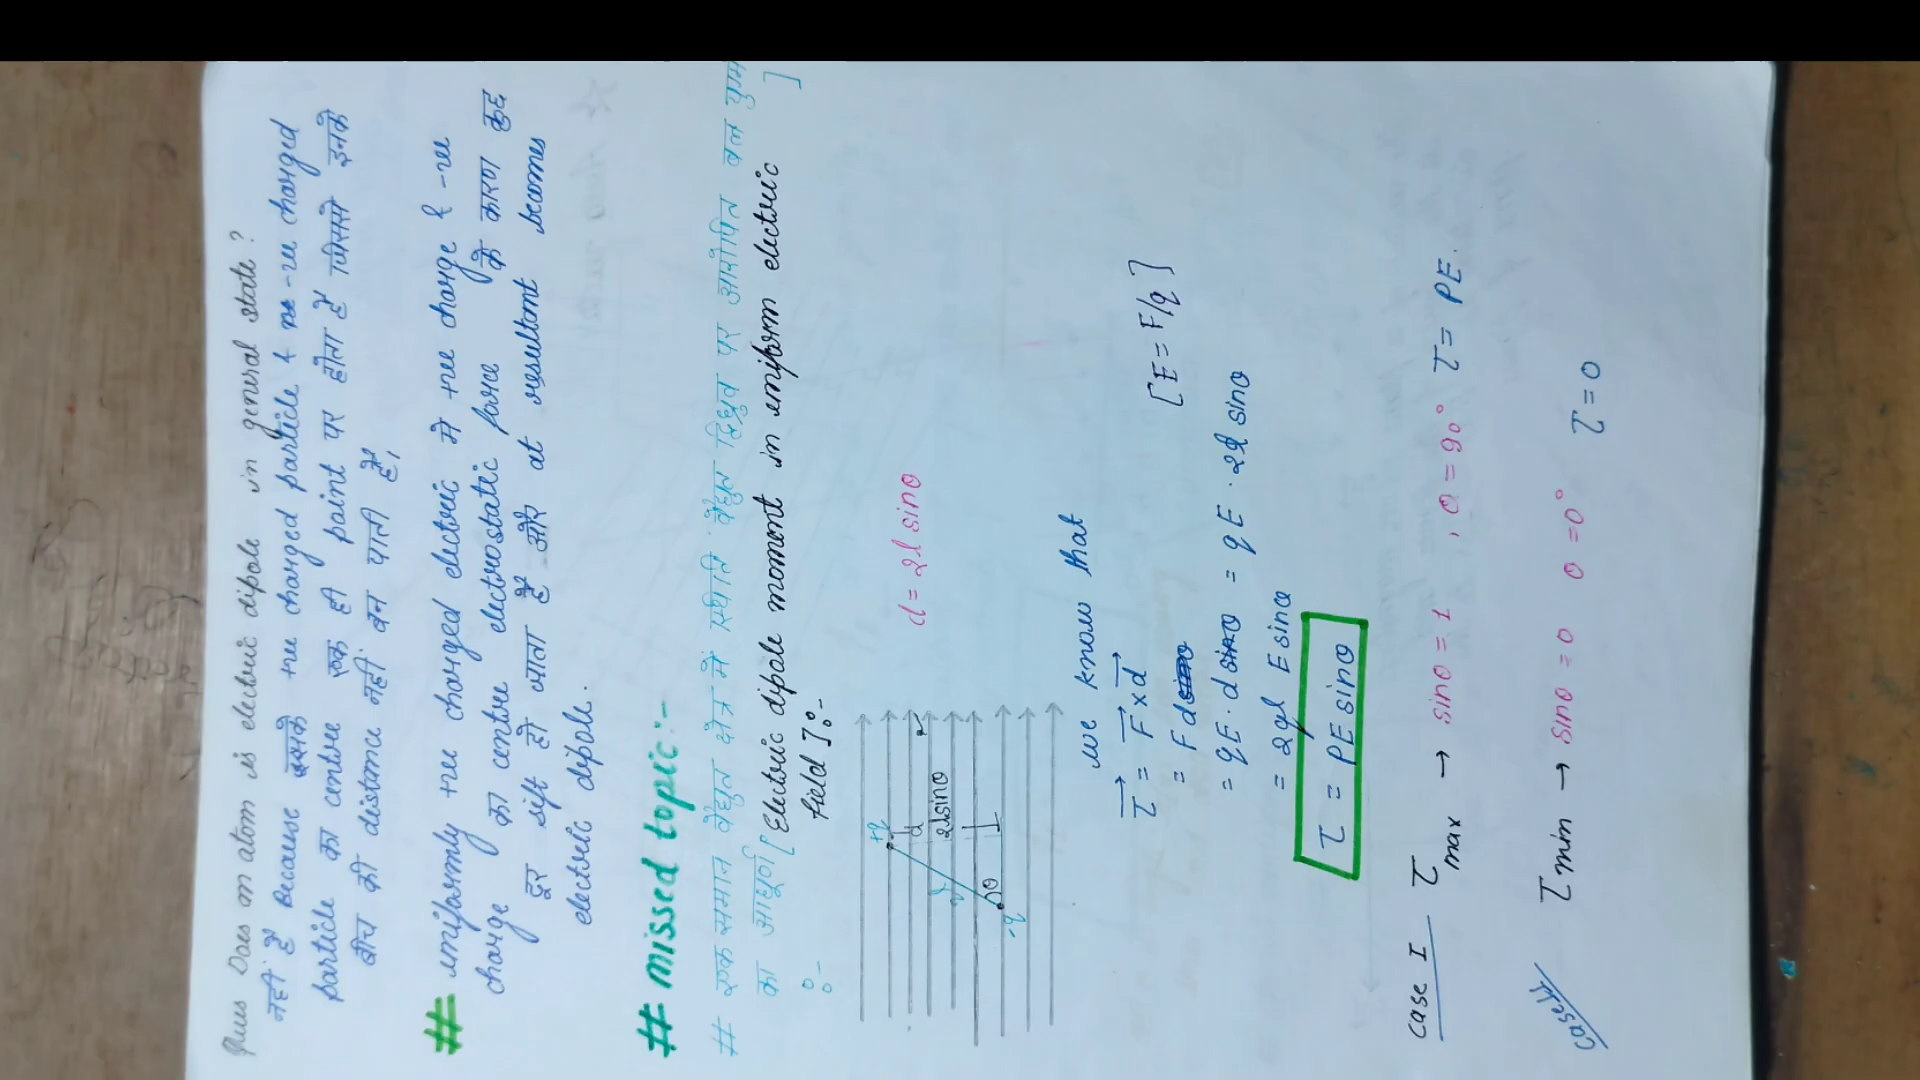 Ques Does an atom is electric dipole in general state?
नहीं है because इसके +ve charged particle & -ve charged
particle का centre एक ही point पर होता है जिससे इनके
बीच की distance नहीं बन पाती है,
# uniformly +ve charged electric में +ve charge & -ve
charge का centre electrostatic force के कारण कुछ
दूर sift हो जाता है और at resultant becomes
electric dipole.
# missed topic:-
# एक समान वैद्युत क्षेत्र में स्थिति वैद्युत द्विध्रुव पर आरोपित बल युग्म
का आघूर्ण [Electric dipole moment in uniform electric
field]:-
+q
d
2lsinθ
θ
-q
d = 2l sinθ
we know that
τ⃗ = F⃗ × d⃗
= F d
[E = F/q]
= qE · d = qE · 2l sinθ
= 2ql E sinθ
τ = PE sinθ
case I τmax → sinθ = 1 , θ = 90° τ = PE.
case II τmin → sinθ = 0 θ = 0° τ = 0